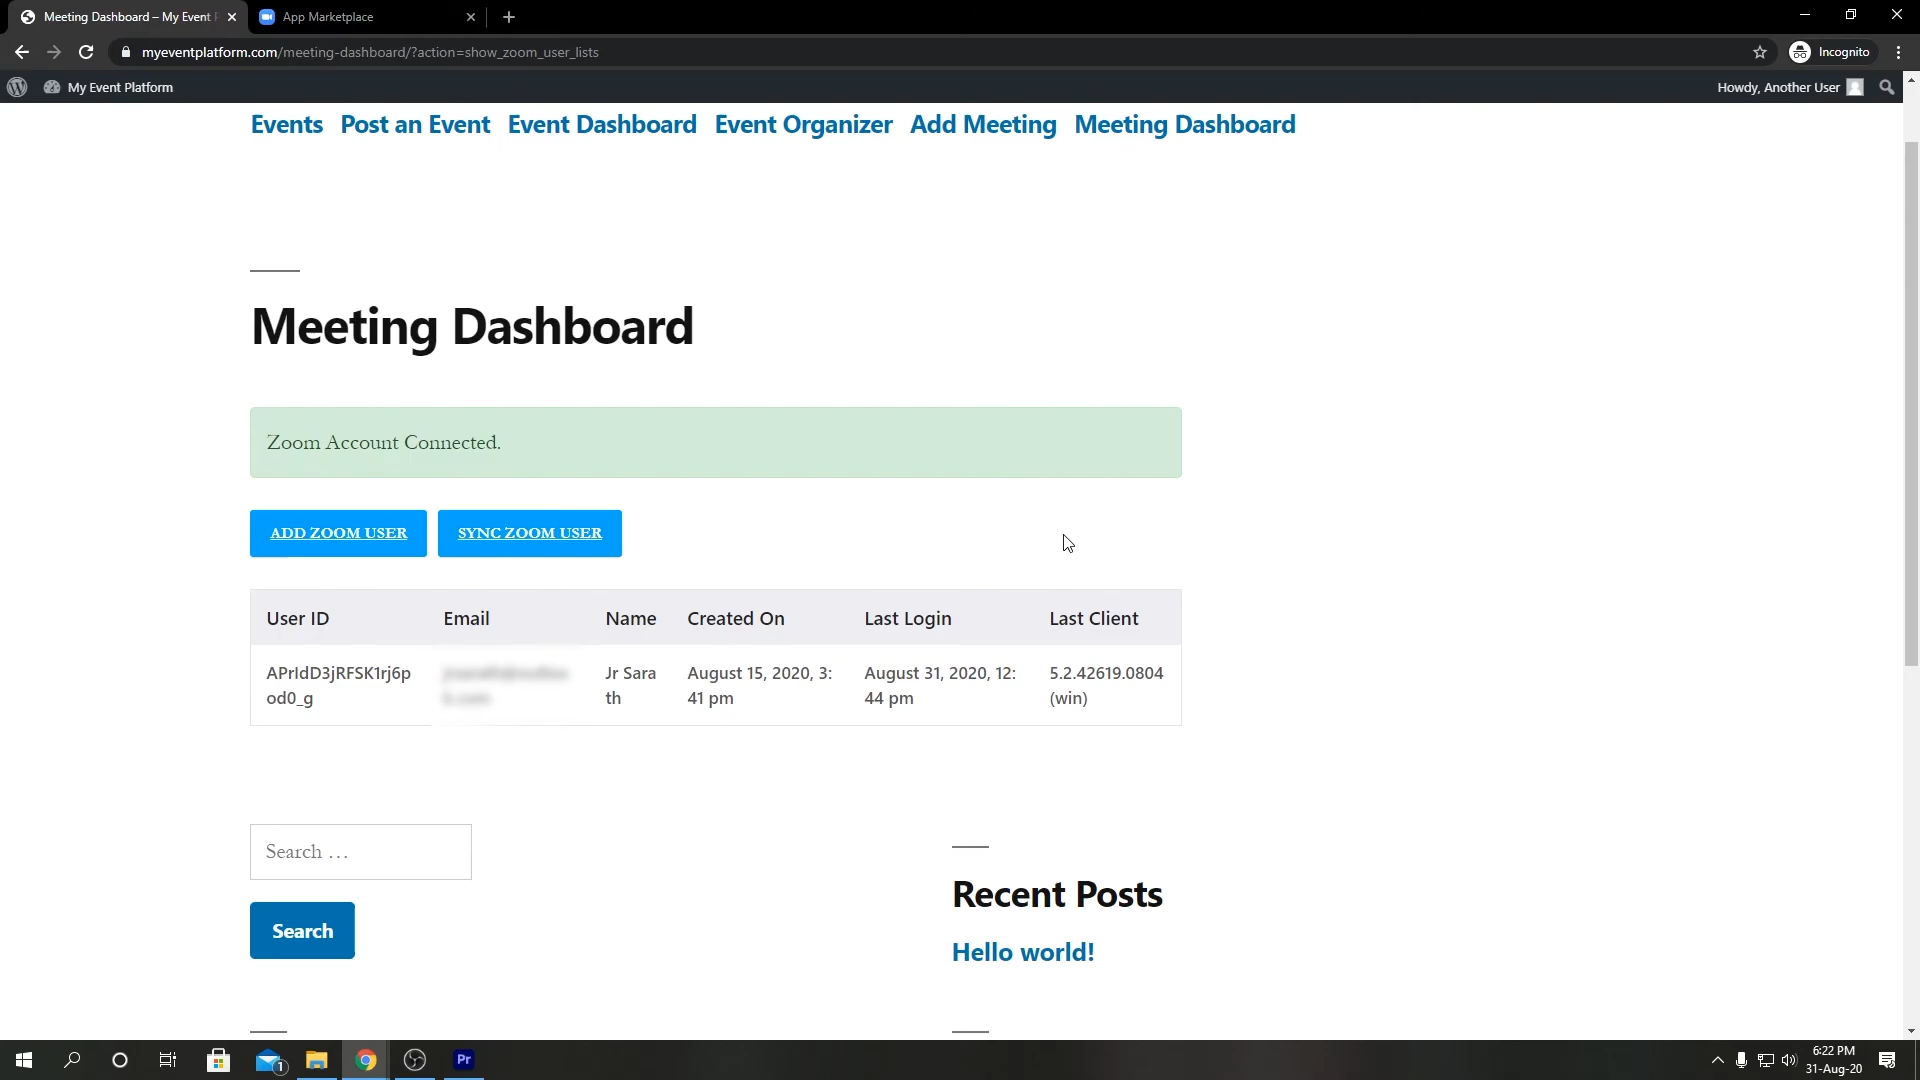 Meeting Dashboard – My Event P
App Marketplace
myeventplatform.com/meeting-dashboard/?action=show_zoom_user_lists
Incognito
My Event Platform
Howdy, Another User
Events Post an Event Event Dashboard Event Organizer Add Meeting Meeting Dashboard
Meeting Dashboard
Zoom Account Connected.
ADD ZOOM USER SYNC ZOOM USER
User ID Email Name Created On Last Login Last Client
APrIdD3jRFSK1rj6p Jr Sara August 15, 2020, 3: August 31, 2020, 12: 5.2.42619.0804
od0_g th 41 pm 44 pm (win)
Search …
Search
Recent Posts
Hello world!
1
Pr
6:22 PM
31-Aug-20